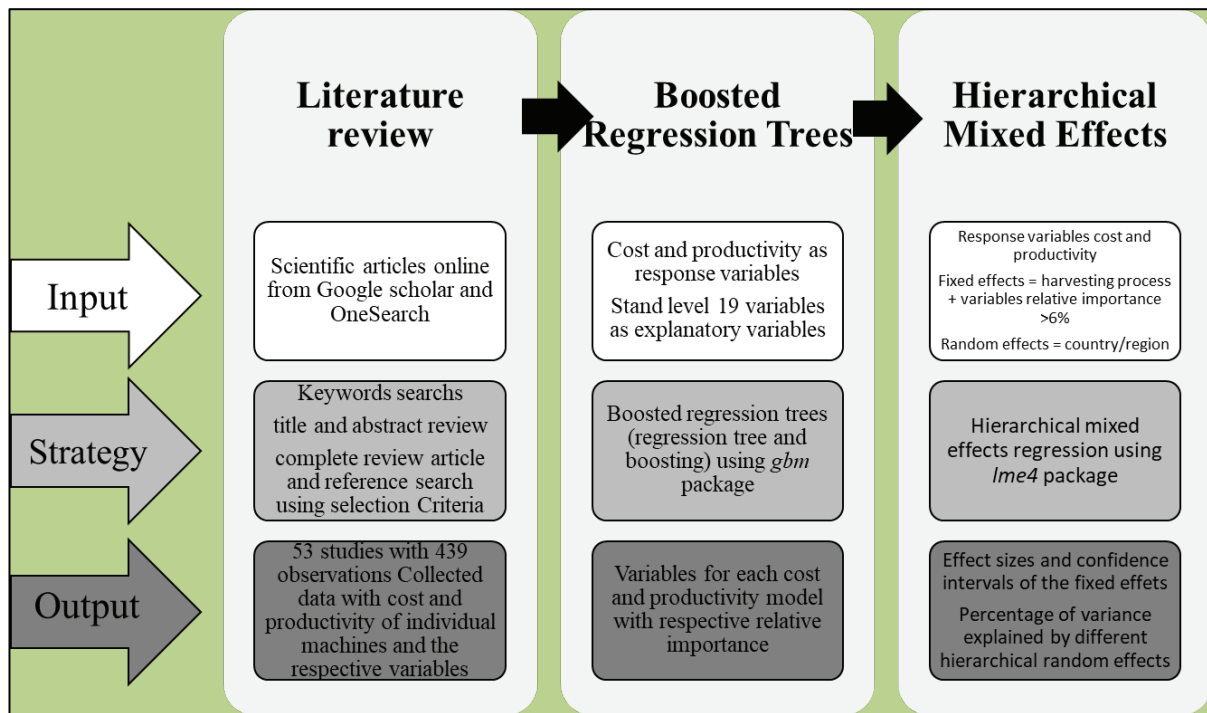 Literature
review
Boosted
Regression Trees
Hierarchical
Mixed Effects
Input
Scientific articles online
from Google scholar and
OneSearch
Cost and productivity as
response variables
Stand level 19 variables
as explanatory variables
Response variables cost and
productivity
Fixed effects = harvesting process
+ variables relative importance
>6%
Random effects = country/region
Strategy
Keywords searchs
title and abstract review
complete review article
and reference search
using selection Criteria
Boosted regression trees
(regression tree and
boosting) using gbm
package
Hierarchical mixed
effects regression using
lme4 package
Output
53 studies with 439
observations Collected
data with cost and
productivity of individual
machines and the
respective variables
Variables for each cost
and productivity model
with respective relative
importance
Effect sizes and confidence
intervals of the fixed effets
Percentage of variance
explained by different
hierarchical random effects